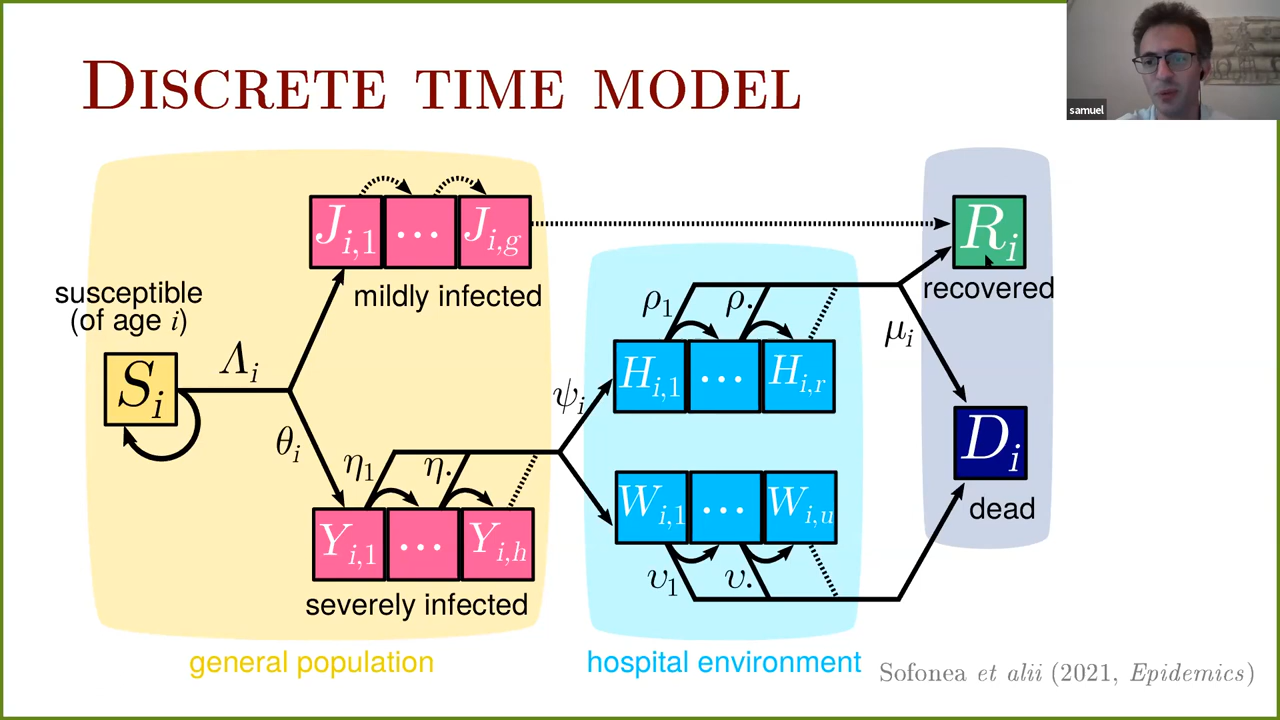 DISCRETE TIME MODEL
samuel
susceptible
(of age i)
S_i
Λ_i
θ_i
J_{i,1} ... J_{i,g}
mildly infected
η_1 η.
Y_{i,1} ... Y_{i,h}
severely infected
general population
ψ_i
ρ_1 ρ.
H_{i,1} ... H_{i,r}
W_{i,1} ... W_{i,u}
υ_1 υ.
hospital environment
R_i
recovered
μ_i
D_i
dead
Sofonea et alii (2021, Epidemics)